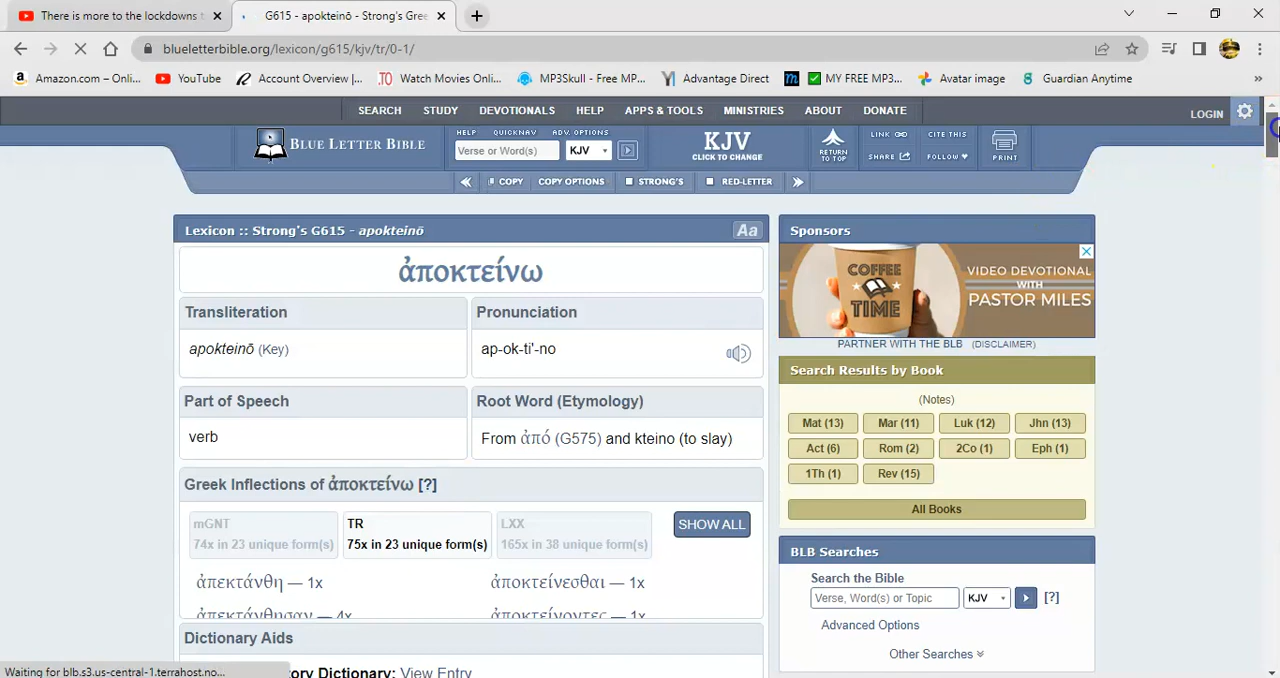 There is more to the lockdowns t
G615 - apokteinō - Strong's Gree
blueletterbible.org/lexicon/g615/kjv/tr/0-1/
Amazon.com – Onli...
YouTube
Account Overview |...
Watch Movies Onli...
MP3Skull - Free MP...
Advantage Direct
MY FREE MP3...
Avatar image
Guardian Anytime
SEARCH
STUDY
DEVOTIONALS
HELP
APPS & TOOLS
MINISTRIES
ABOUT
DONATE
LOGIN
BLUE LETTER BIBLE
HELP QUICKNAV ADV. OPTIONS
Verse or Word(s)
KJV
KJV
CLICK TO CHANGE
RETURN
TO TOP
LINK
SHARE
CITE THIS
FOLLOW
PRINT
COPY
COPY OPTIONS
STRONG'S
RED-LETTER
Lexicon :: Strong's G615 - apokteinō
Aa
ἀποκτείνω
Transliteration
apokteinō (Key)
Pronunciation
ap-ok-ti'-no
Part of Speech
verb
Root Word (Etymology)
From ἀπό (G575) and kteino (to slay)
Greek Inflections of ἀποκτείνω [?]
mGNT
74x in 23 unique form(s)
TR
75x in 23 unique form(s)
LXX
165x in 38 unique form(s)
SHOW ALL
ἀπεκτάνθη — 1x
ἀποκτείνεσθαι — 1x
ἀπεκτάνθησαν — 4x
ἀποκτείνοντες — 1x
Dictionary Aids
ory Dictionary: View Entry
Sponsors
COFFEE
TIME
VIDEO DEVOTIONAL
WITH
PASTOR MILES
PARTNER WITH THE BLB (DISCLAIMER)
Search Results by Book
(Notes)
Mat (13)
Mar (11)
Luk (12)
Jhn (13)
Act (6)
Rom (2)
2Co (1)
Eph (1)
1Th (1)
Rev (15)
All Books
BLB Searches
Search the Bible
Verse, Word(s) or Topic
KJV
[?]
Advanced Options
Other Searches
Waiting for blb.s3.us-central-1.terrahost.no...